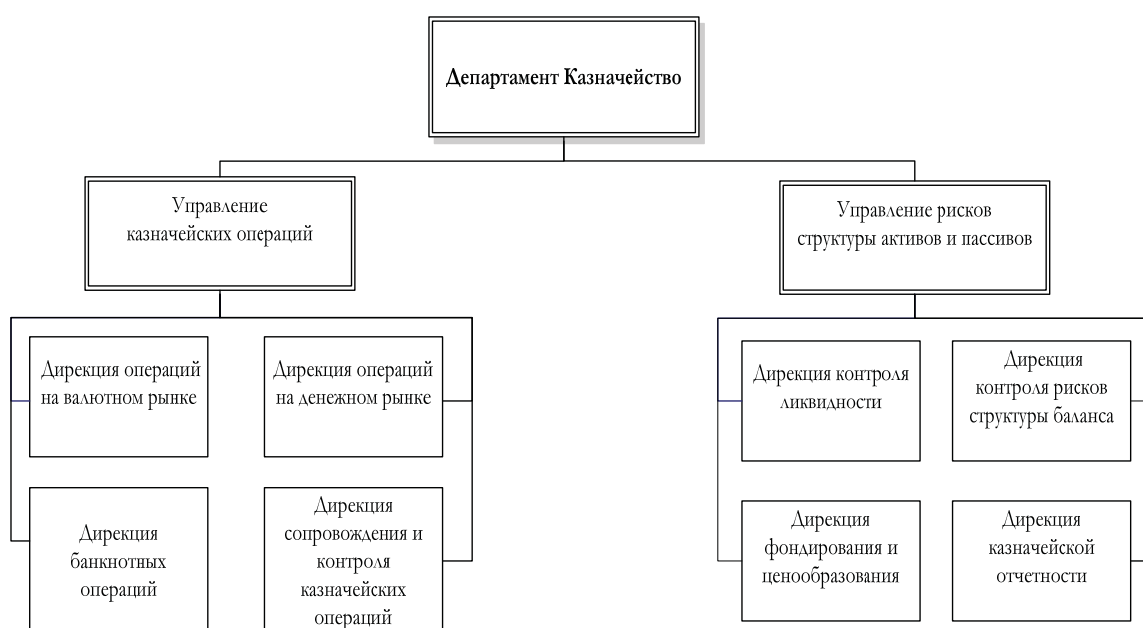 Департамент Казначейство
Управление
казначейских операций
Управление рисков
структуры активов и пассивов
Дирекция операций
на валютном рынке
Дирекция операций
на денежном рынке
Дирекция контроля
ликвидности
Дирекция
контроля рисков
структуры баланса
Дирекция
банкнотных
операций
Дирекция
сопровождения и
контроля
казначейских
операций
Дирекция
фондирования и
ценообразования
Дирекция
казначейской
отчетности